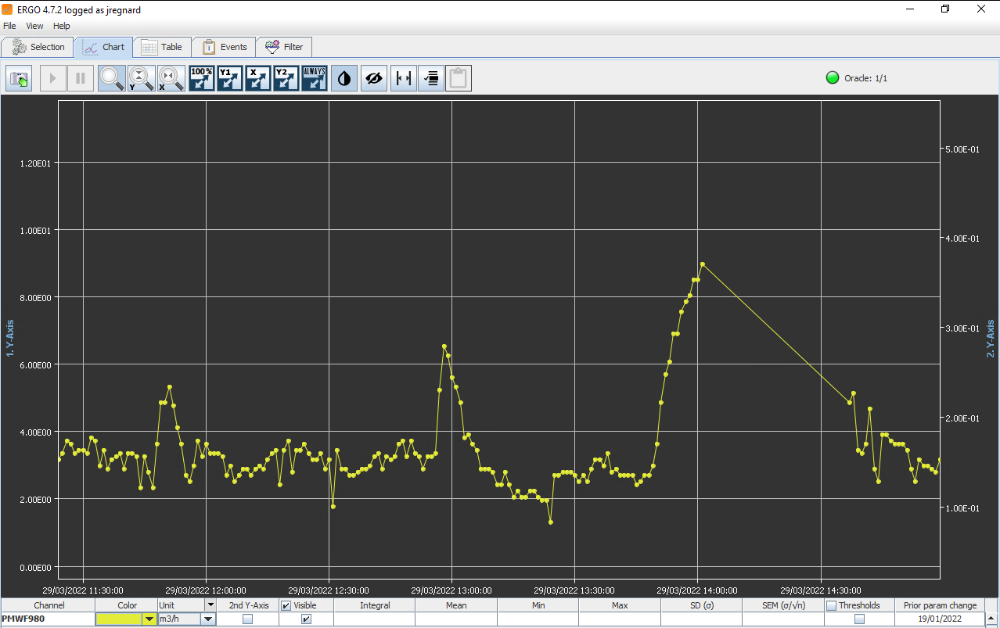 ERGO 4.7.2 logged as jregnard
File View Help
Selection Chart Table Events Filter
Y X 100 % Y1 X Y2 ALWAYS Oracle: 1/1
5.00E-01
1.20E01
1.00E01 4.00E-01
8.00E00
1. Y-Axis 3.00E-01 2. Y-Axis
6.00E00
4.00E00 2.00E-01
2.00E00 1.00E-01
0.00E00
29/03/2022 11:30:00 29/03/2022 12:00:00 29/03/2022 12:30:00 29/03/2022 13:00:00 29/03/2022 13:30:00 29/03/2022 14:00:00 29/03/2022 14:30:00
Channel Color Unit 2nd Y-Axis Visible Integral Mean Min Max SD (σ) SEM (σ/√n) Thresholds Prior param change
PMWF980 m3/h 19/01/2022